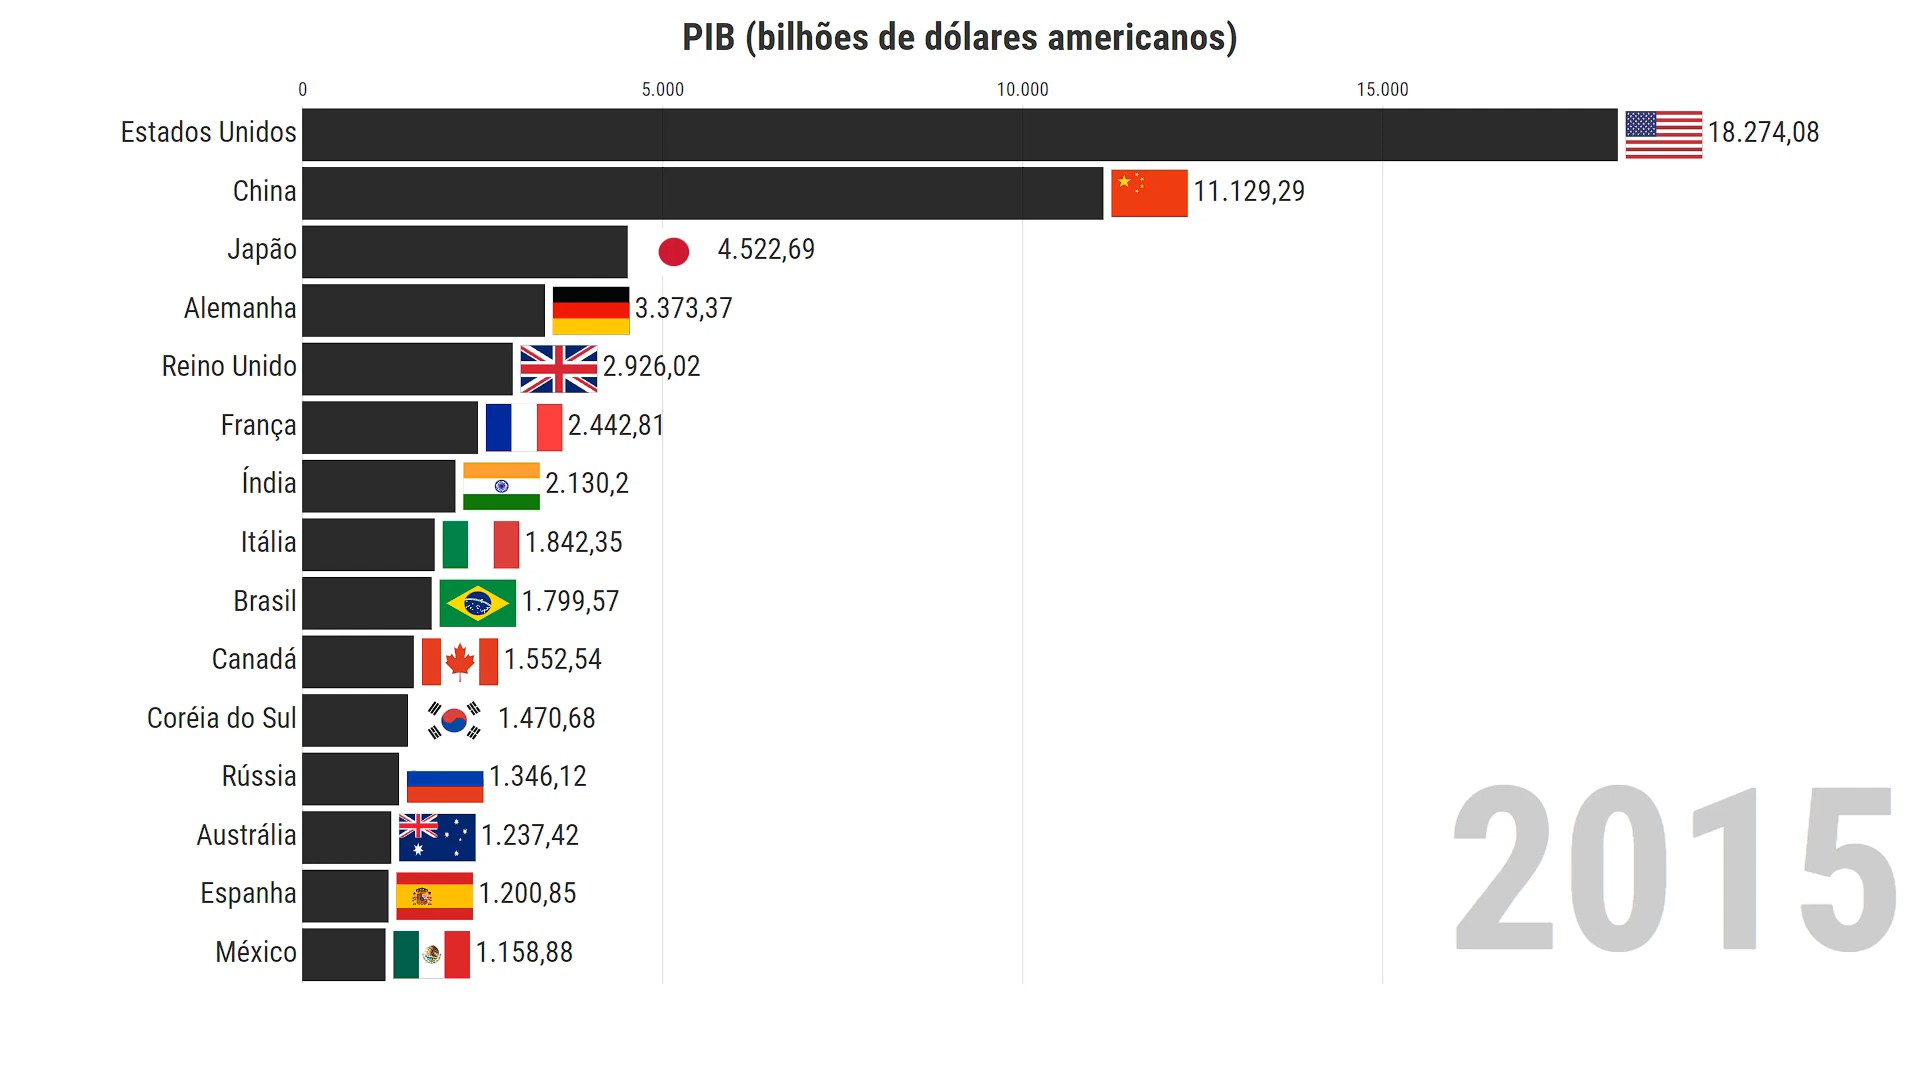 PIB (bilhões de dólares americanos)
0 5.000 10.000 15.000
Estados Unidos 18.274,08
China 11.129,29
Japão 4.522,69
Alemanha 3.373,37
Reino Unido 2.926,02
França 2.442,81
Índia 2.130,2
Itália 1.842,35
Brasil 1.799,57
Canadá 1.552,54
Coréia do Sul 1.470,68
Rússia 1.346,12
Austrália 1.237,42
Espanha 1.200,85
México 1.158,88
2015